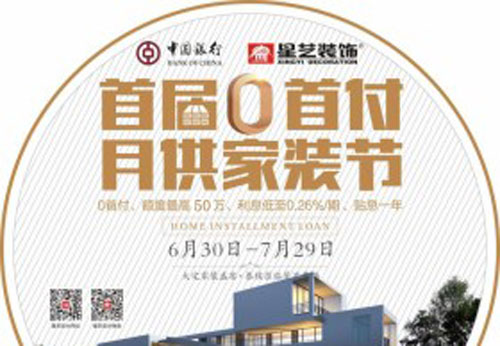 中国银行
BANK OF CHINA
星艺装饰
XINGYI DECORATION
首届0首付
月供家装节
0首付、额度最高50万、利息低至0.26%/期、贴息一年
HOME INSTALLMENT LOAN
6月30日-7月29日